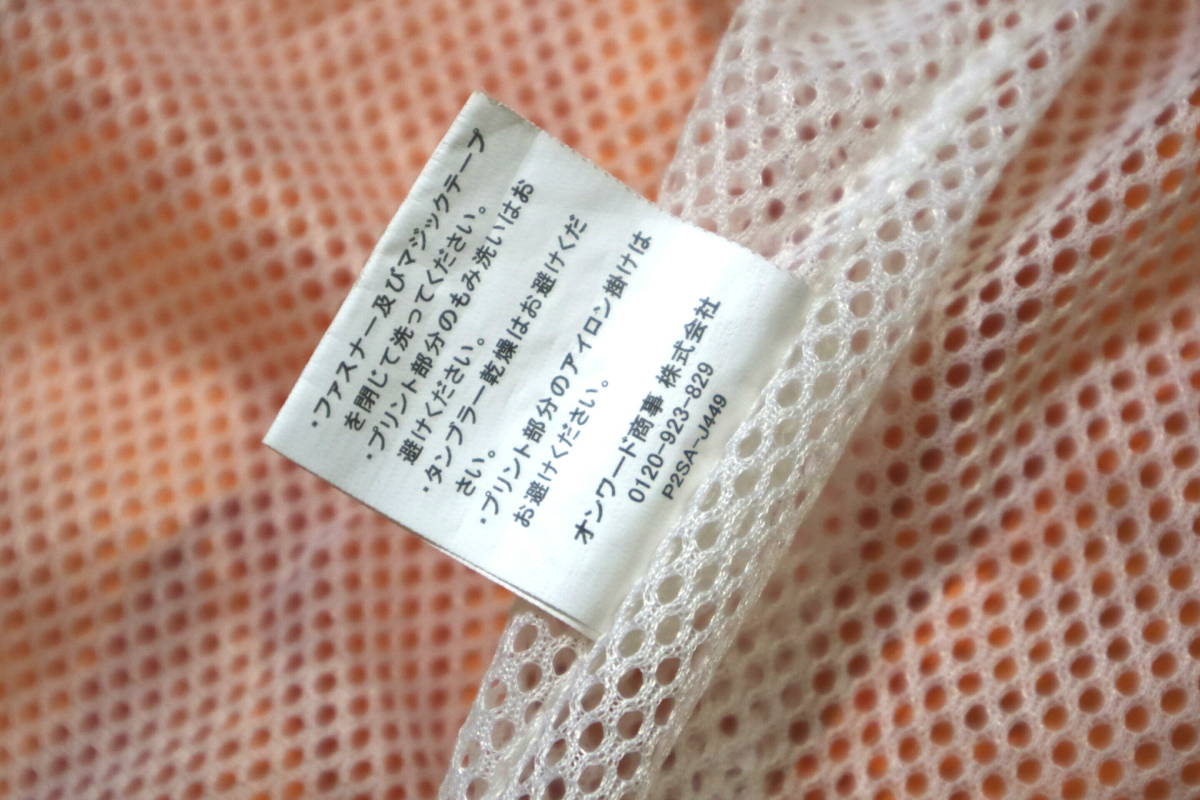 ・ファスナー及びマジックテープ
を閉じて洗ってください。
・プリント部分のもみ洗いはお
避けください。
・タンブラー乾燥はお避けくだ
さい。
・プリント部分のアイロン掛けは
お避けください。
オンワード商事 株式会社
0120-923-829
P2SA-J449